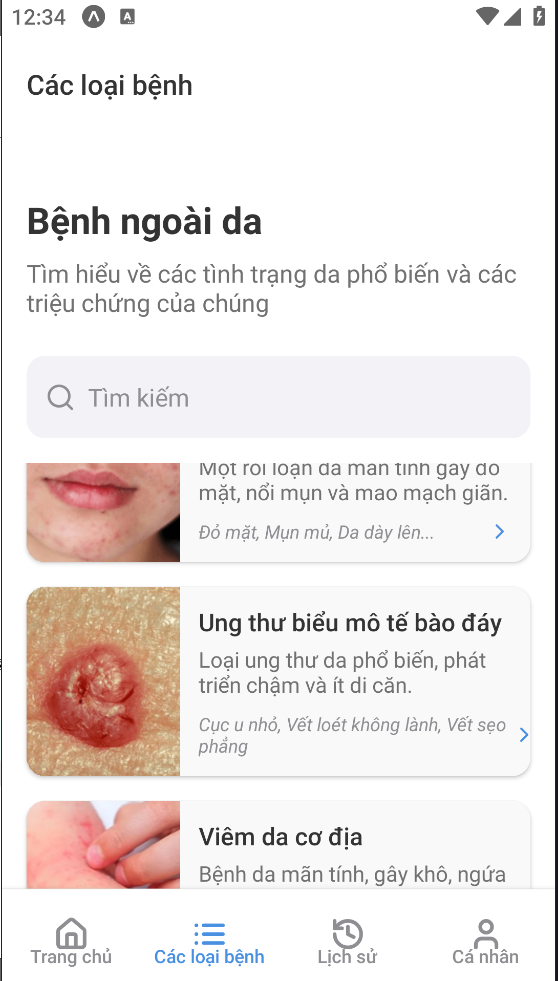 12:34
Các loại bệnh
Bệnh ngoài da
Tìm hiểu về các tình trạng da phổ biến và các
triệu chứng của chúng
Tìm kiếm
Một rối loạn da mãn tính gây đỏ
mặt, nổi mụn và mao mạch giãn.
Đỏ mặt, Mụn mủ, Da dày lên...
Ung thư biểu mô tế bào đáy
Loại ung thư da phổ biến, phát
triển chậm và ít di căn.
Cục u nhỏ, Vết loét không lành, Vết sẹo
phẳng
Viêm da cơ địa
Bệnh da mãn tính, gây khô, ngứa
Trang chủ
Các loại bệnh
Lịch sử
Cá nhân